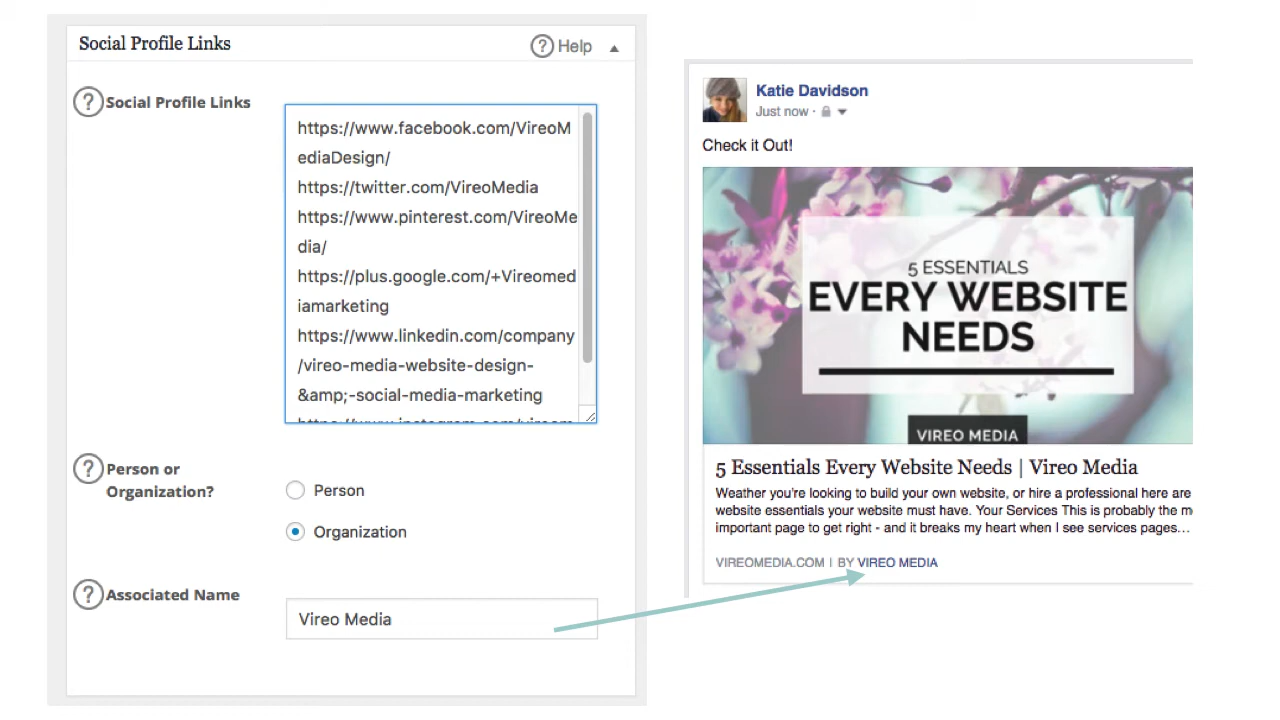 Social Profile Links
? Help ▲
? Social Profile Links
https://www.facebook.com/VireoM
ediaDesign/
https://twitter.com/VireoMedia
https://www.pinterest.com/VireoMe
dia/
https://plus.google.com/+Vireomed
iamarketing
https://www.linkedin.com/company
/vireo-media-website-design-
&amp;-social-media-marketing
? Person or
Organization?
Person
Organization
? Associated Name
Vireo Media
Katie Davidson
Just now ·
Check it Out!
5 ESSENTIALS
EVERY WEBSITE
NEEDS
VIREO MEDIA
5 Essentials Every Website Needs | Vireo Media
Weather you're looking to build your own website, or hire a professional here are
website essentials your website must have. Your Services This is probably the m
important page to get right - and it breaks my heart when I see services pages...
VIREOMEDIA.COM | BY VIREO MEDIA